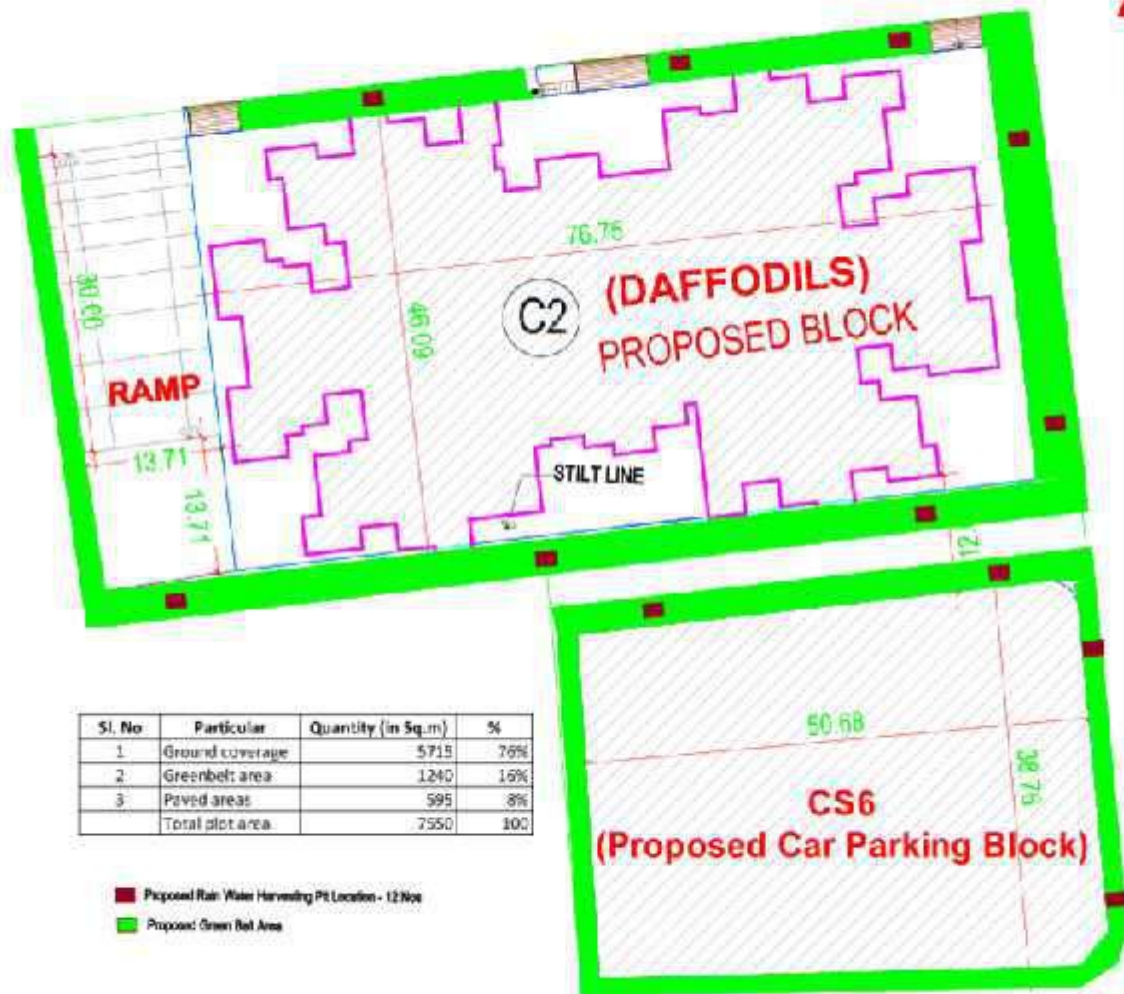 76.76
C2
(DAFFODILS)
PROPOSED BLOCK
46.09
30.00
RAMP
13.71
13.71
STILT LINE
12.
50.68
38.76
CS6
(Proposed Car Parking Block)
Sl. No Particular Quantity (in Sq.m) %
1 Ground coverage 5715 76%
2 Greenbelt area 1240 16%
3 Paved areas 595 8%
Total plot area 7550 100
Proposed Rain Water Harvesting Pit Location - 12 Nos
Proposed Green Belt Area